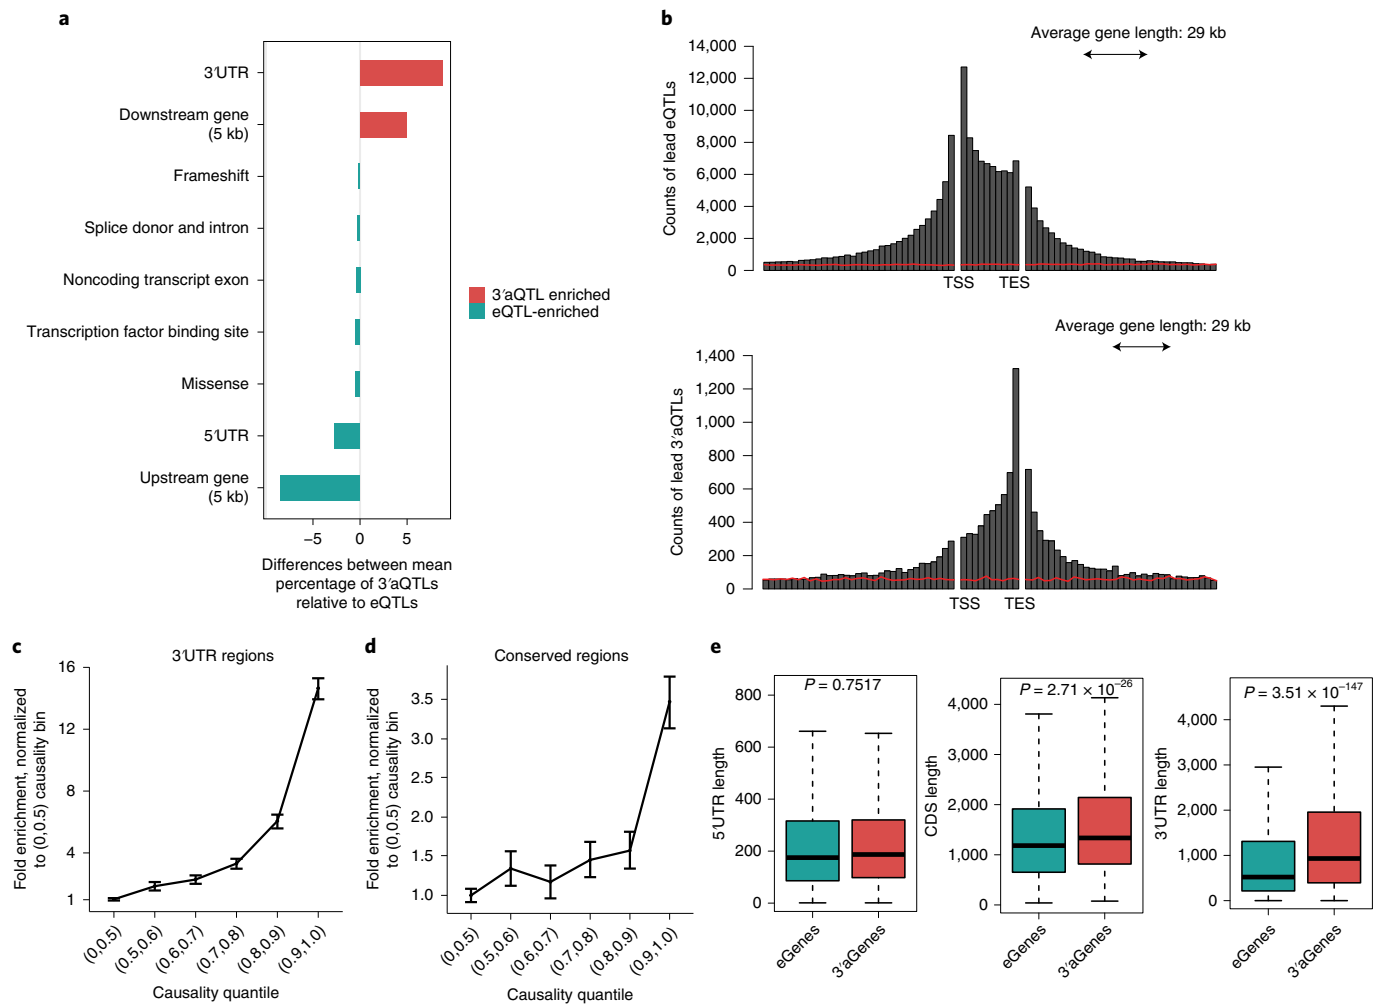 a
3′UTR
Downstream gene
(5 kb)
Frameshift
Splice donor and intron
Noncoding transcript exon
Transcription factor binding site
Missense
5′UTR
Upstream gene
(5 kb)
−5
0
5
Differences between mean
percentage of 3′aQTLs
relative to eQTLs
3′aQTL enriched
eQTL-enriched
b
Average gene length: 29 kb
Counts of lead eQTLs
14,000
12,000
10,000
8,000
6,000
4,000
2,000
0
TSS
TES
Average gene length: 29 kb
Counts of lead 3′aQTLs
1,400
1,200
1,000
800
600
400
200
0
TSS
TES
c
3′UTR regions
Fold enrichment, normalized
to (0,0.5) causality bin
16
12
8
4
1
(0,0.5)
(0.5,0.6)
(0.6,0.7)
(0.7,0.8)
(0.8,0.9)
(0.9,1.0)
Causality quantile
d
Conserved regions
Fold enrichment, normalized
to (0,0.5) causality bin
3.5
3.0
2.5
2.0
1.5
1.0
(0,0.5)
(0.5,0.6)
(0.6,0.7)
(0.7,0.8)
(0.8,0.9)
(0.9,1.0)
Causality quantile
e
P = 0.7517
5′UTR length
800
600
400
200
0
eGenes
3′aGenes
P = 2.71 × 10⁻²⁶
CDS length
4,000
3,000
2,000
1,000
0
eGenes
3′aGenes
P = 3.51 × 10⁻¹⁴⁷
3′UTR length
4,000
3,000
2,000
1,000
0
eGenes
3′aGenes